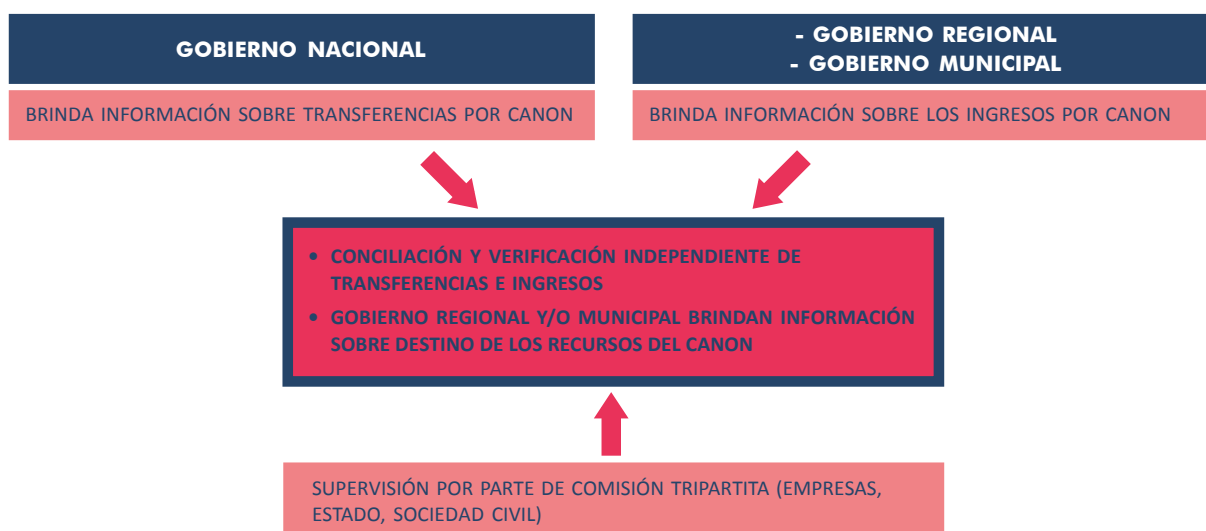 GOBIERNO NACIONAL
BRINDA INFORMACIÓN SOBRE TRANSFERENCIAS POR CANON
- GOBIERNO REGIONAL
- GOBIERNO MUNICIPAL
BRINDA INFORMACIÓN SOBRE LOS INGRESOS POR CANON
• CONCILIACIÓN Y VERIFICACIÓN INDEPENDIENTE DE
TRANSFERENCIAS E INGRESOS
• GOBIERNO REGIONAL Y/O MUNICIPAL BRINDAN INFORMACIÓN
SOBRE DESTINO DE LOS RECURSOS DEL CANON
SUPERVISIÓN POR PARTE DE COMISIÓN TRIPARTITA (EMPRESAS,
ESTADO, SOCIEDAD CIVIL)